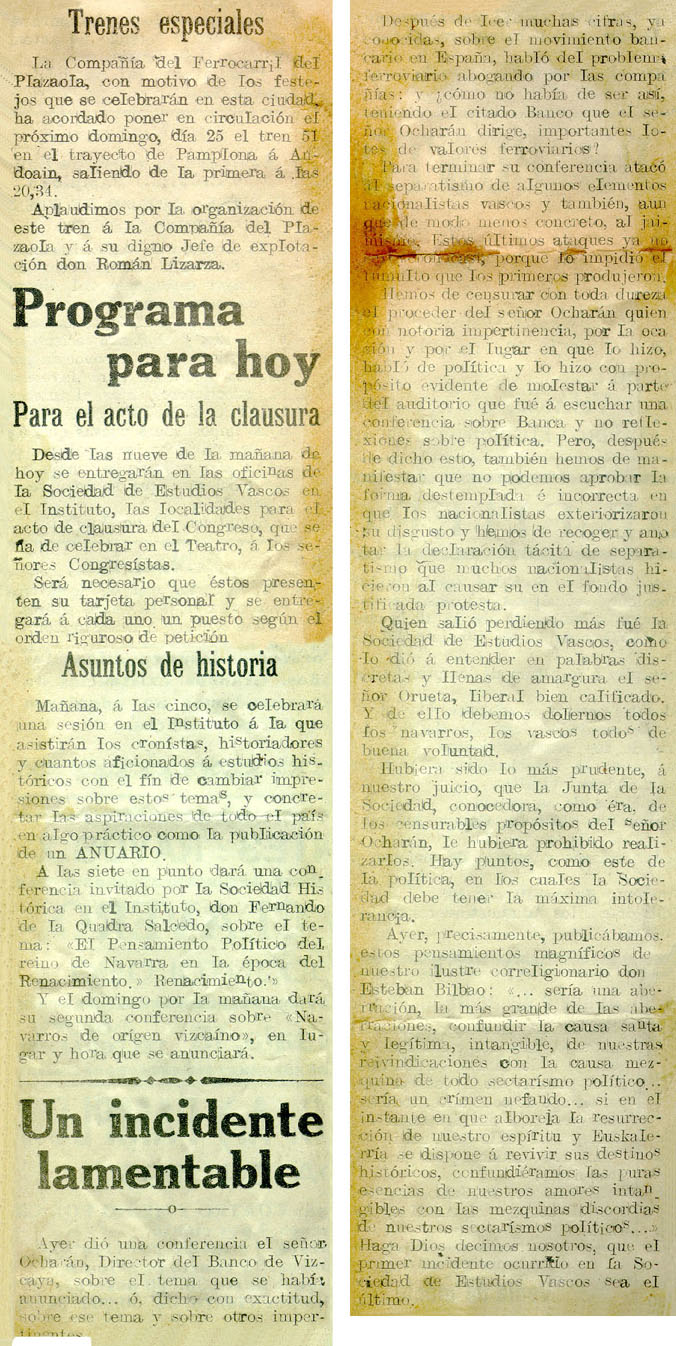 Trenes especiales
La Compañía del Ferrocarril del
Plazaola, con motivo de los feste-
jos que se celebrarán en esta ciudad,
ha acordado poner en circulación el
próximo domingo, día 25 el tren 51
en el trayecto de Pamplona á An-
doain, saliendo de la primera á las
20,34.
Aplaudimos por la organización de
este tren á la Compañía del Pla-
zaola y á su digno Jefe de explota-
ción don Román Lizarza.
Programa
para hoy
Para el acto de la clausura
Desde las nueve de la mañana de
hoy se entregarán en las oficinas de
la Sociedad de Estudios Vascos en
el Instituto, las localidades para el
acto de clausura del Congreso, que se
ha de celebrar en el Teatro, á los se-
ñores Congresístas.
Será necesario que éstos presen-
ten su tarjeta personal y se entre-
gará á cada uno un puesto según el
orden riguroso de petición
Asuntos de historia
Mañana, á las cinco, se celebrará
una sesión en el Instituto á la que
asistirán los cronístas, historiadores
y cuantos aficionados á estudios his-
tóricos con el fín de cambiar impre-
siones sobre estos temas, y concre-
tar las aspiraciones de todo el país
en algo práctico como la publicación
de un ANUARIO.
A las siete en punto dará una con-
ferencia invitado por la Sociedad His
tórica en el Instituto, don Fernando
de la Quadra Salcedo, sobre el te-
ma: «El Pensamiento Político del
reino de Navarra en la época del
Renacimiento.» Renacimiento.'»
Y el domingo por la mañana dará
su segunda conferencia sobre «Na-
varros de orígen vizcaíno», en lu-
gar y hora que se anunciará.
Un incidente
lamentable
Ayer dió una conferencia el señor
Ocharán, Director del Banco de Viz-
caya, sobre el tema que se había
anunciado... ó, dicho con exactitud,
sobre ese tema y sobre otros imper-
tinentes
Después de leer muchas cifras, ya
conocidas, sobre el movimiento ban-
cario en España, habló del problema
ferroviario abogando por las compa
ñías: y ¿cómo no había de ser así,
teniendo el citado Banco que el se-
ñor Ocharán dirige, importantes lo-
tes de valores ferroviarios?
Para terminar su conferencia atacó
al separatismo de algunos elementos
nacionalistas vascos y también, aun
que de modo menos concreto, al jai-
mismo. Estos últimos ataques ya no
porque lo impidió el
tumulto que los primeros produjeron.
Hemos de censurar con toda dureza
el proceder del señor Ocharán quien
con notoria impertinencia, por la oca
sión y por el lugar en que lo hizo,
habló de política y lo hizo con pro-
pósito evidente de molestar á parte
del auditorio que fué á escuchar una
conferencia sobre Banca y no refle-
xiones sobre política. Pero, después
de dicho esto, también hemos de ma-
nifestar que no podemos aprobar la
forma destemplada é incorrecta en
que los nacionalistas exteriorizaron
su disgusto y hemos de recoger y ano
tar la declaración tácita de separa-
tismo que muchos nacionalistas hi-
cieron al causar su en el fondo jus-
tificada protesta.
Quien salió perdiendo más fué la
Sociedad de Estudios Vascos, como
lo dió á entender en palabras dis-
cretas y llenas de amargura el se-
ñor Orueta, liberal bien calificado.
Y de ello debemos dolernos todos
los navarros, los vascos todos de
buena voluntad.
Hubiera sido lo más prudente, á
nuestro juicio, que la Junta de la
Sociedad, conocedora, como éra, de
los censurables propósitos del señor
Ocharán, le hubiera prohibido reali-
zarlos. Hay puntos, como este de
la política, en los cuales la Socie-
dad debe tener la máxima intole-
rancia.
Ayer, precisamente, publicábamos,
estos pensamientos magníficos de
nuestro ilustre correligionario don
Esteban Bilbao: «... sería una abe-
rración, la más grande de las abe-
rraciones, confundir la causa santa
y legítima, intangible, de nuestras
reivindicaciones con la causa mez-
quina de todo sectarísmo político...
sería un crímen nefando... si en el
instante en que alborea la resurrec-
ción de nuestro espíritu y Euskale-
rría se dispone á revivir sus destinos
históricos, confundiéramos las puras
esencias de nuestros amores intan-
gibles con las mezquinas discordias
de nuestros sectarísmos políticos...»
Haga Dios decimos nosotros, que el
primer incidente ocurrido en la So-
ciedad de Estudios Vascos sea el
último.